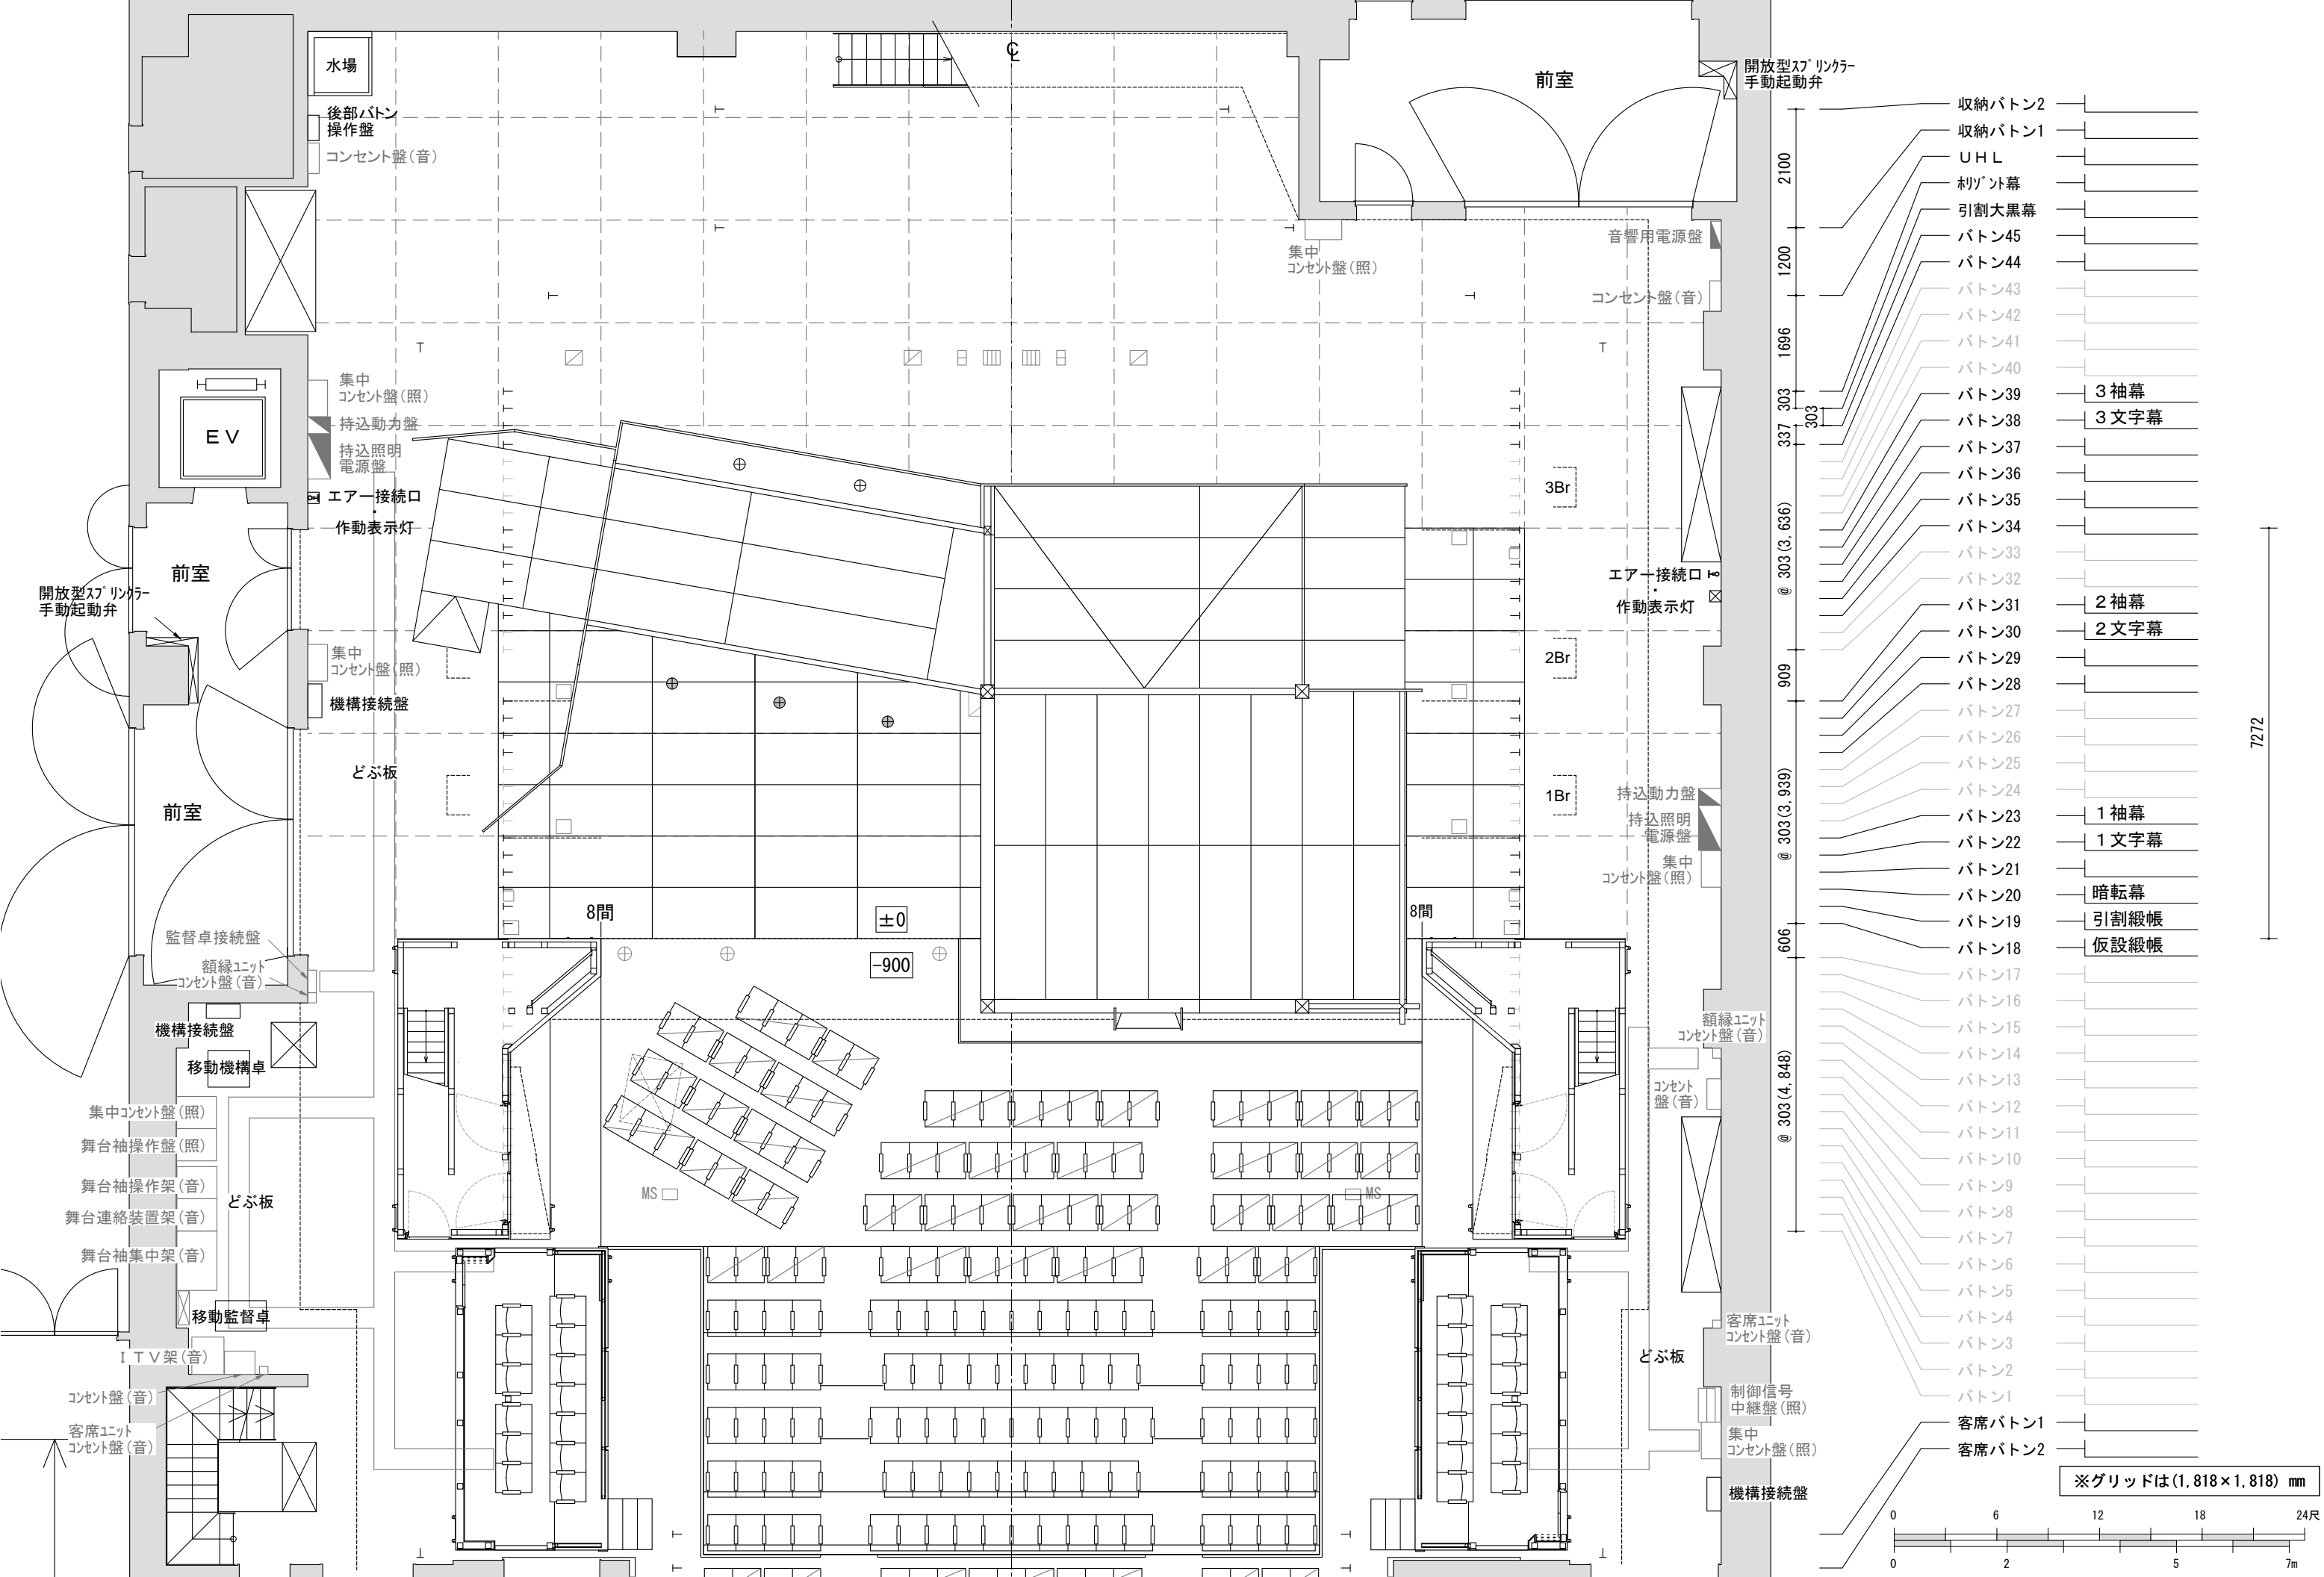 水場
後部バトン
操作盤
コンセント盤(音)
℄
前室
開放型ｽﾌﾟﾘﾝｸﾗｰ
手動起動弁
集中
ｺﾝｾﾝﾄ盤(照)
音響用電源盤
コンセント盤(音)
EV
集中
ｺﾝｾﾝﾄ盤(照)
持込動力盤
持込照明
電源盤
エアー接続口
・
作動表示灯
前室
開放型ｽﾌﾟﾘﾝｸﾗｰ
手動起動弁
集中
ｺﾝｾﾝﾄ盤(照)
機構接続盤
どぶ板
前室
3Br
エアー接続口
・
作動表示灯
2Br
1Br
持込動力盤
持込照明
電源盤
集中
ｺﾝｾﾝﾄ盤(照)
8間
±0
8間
-900
監督卓接続盤
額縁ﾕﾆｯﾄ
ｺﾝｾﾝﾄ盤(音)
機構接続盤
移動機構卓
集中ｺﾝｾﾝﾄ盤(照)
舞台袖操作盤(照)
舞台袖操作架(音)
どぶ板
舞台連絡装置架(音)
舞台袖集中架(音)
移動監督卓
ＩＴＶ架(音)
ｺﾝｾﾝﾄ盤(音)
客席ﾕﾆｯﾄ
ｺﾝｾﾝﾄ盤(音)
MS
MS
額縁ﾕﾆｯﾄ
ｺﾝｾﾝﾄ盤(音)
ｺﾝｾﾝﾄ
盤(音)
客席ﾕﾆｯﾄ
ｺﾝｾﾝﾄ盤(音)
どぶ板
制御信号
中継盤(照)
集中
ｺﾝｾﾝﾄ盤(照)
機構接続盤
2100
1200
1696
303
303
337
@ 303(3,636)
909
@ 303(3,939)
606
@ 303(4,848)
7272
収納バトン2
収納バトン1
ＵＨＬ
ﾎﾘｿﾞﾝﾄ幕
引割大黒幕
バトン45
バトン44
バトン43
バトン42
バトン41
バトン40
バトン39 ３袖幕
バトン38 ３文字幕
バトン37
バトン36
バトン35
バトン34
バトン33
バトン32
バトン31 ２袖幕
バトン30 ２文字幕
バトン29
バトン28
バトン27
バトン26
バトン25
バトン24
バトン23 １袖幕
バトン22 １文字幕
バトン21
バトン20 暗転幕
バトン19 引割緞帳
バトン18 仮設緞帳
バトン17
バトン16
バトン15
バトン14
バトン13
バトン12
バトン11
バトン10
バトン9
バトン8
バトン7
バトン6
バトン5
バトン4
バトン3
バトン2
バトン1
客席バトン1
客席バトン2
※グリッドは(1,818×1,818) mm
0 6 12 18 24尺
0 2 5 7m